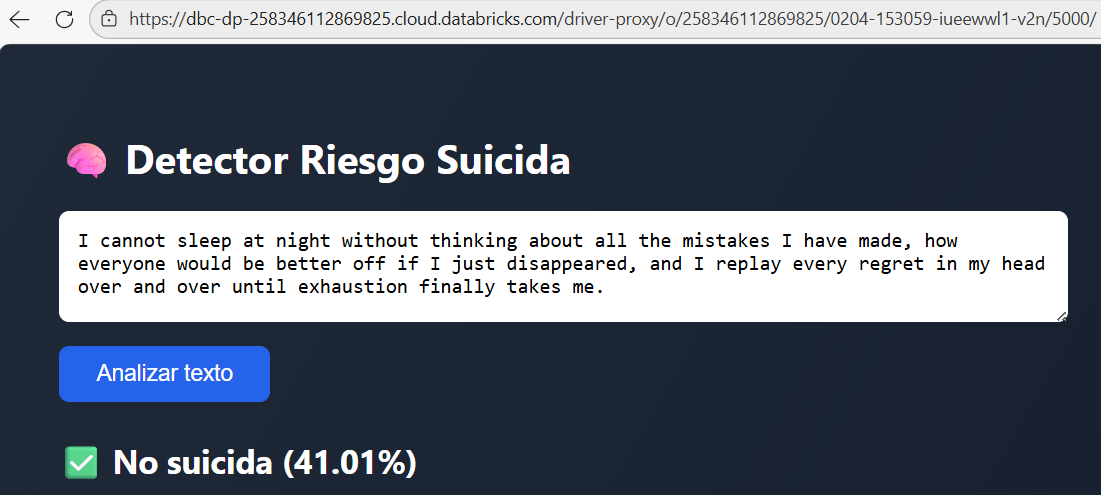 https://dbc-dp-258346112869825.cloud.databricks.com/driver-proxy/o/258346112869825/0204-153059-iueewwl1-v2n/5000/
Detector Riesgo Suicida
I cannot sleep at night without thinking about all the mistakes I have made, how
everyone would be better off if I just disappeared, and I replay every regret in my head
over and over until exhaustion finally takes me.
Analizar texto
No suicida (41.01%)